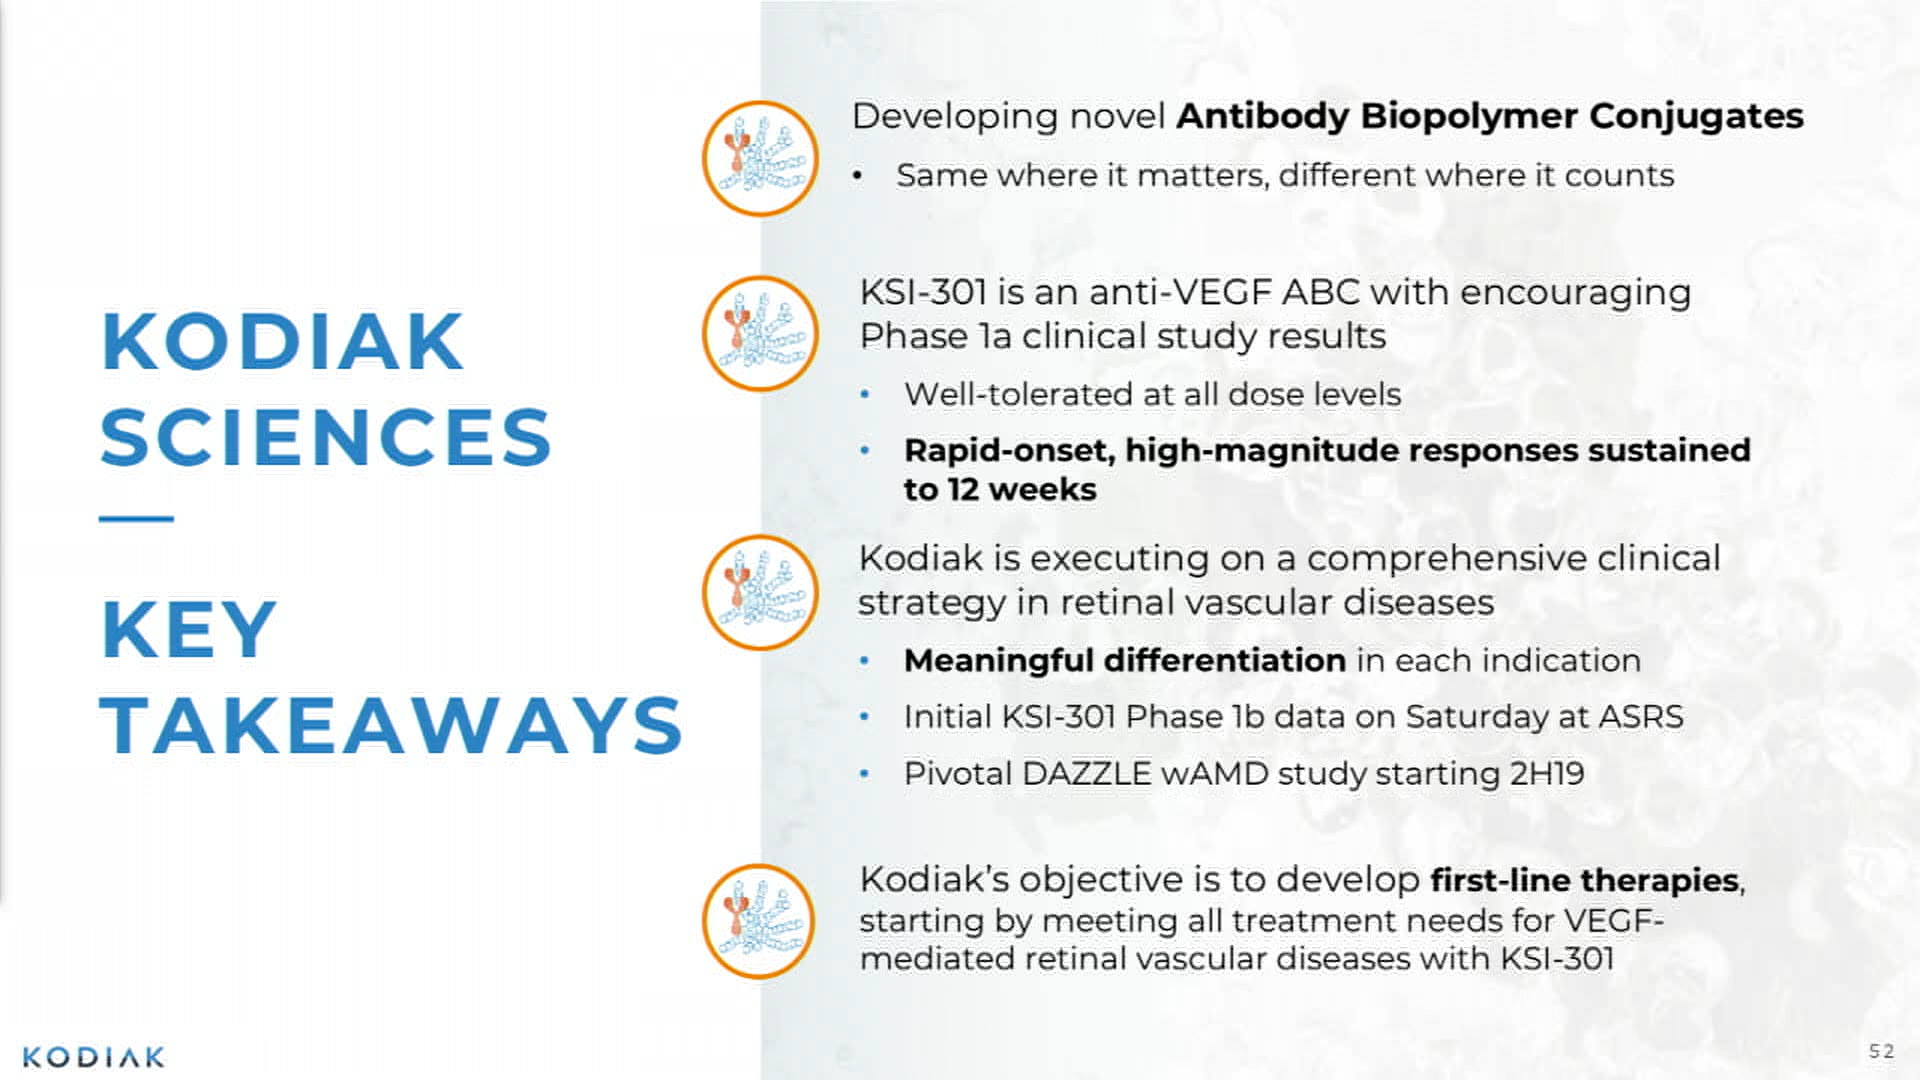 KODIAK
SCIENCES
KEY
TAKEAWAYS
Developing novel Antibody Biopolymer Conjugates
• Same where it matters, different where it counts
KSI-301 is an anti-VEGF ABC with encouraging
Phase 1a clinical study results
• Well-tolerated at all dose levels
• Rapid-onset, high-magnitude responses sustained
to 12 weeks
Kodiak is executing on a comprehensive clinical
strategy in retinal vascular diseases
• Meaningful differentiation in each indication
• Initial KSI-301 Phase 1b data on Saturday at ASRS
• Pivotal DAZZLE wAMD study starting 2H19
Kodiak's objective is to develop first-line therapies,
starting by meeting all treatment needs for VEGF-
mediated retinal vascular diseases with KSI-301
KODIAK
52